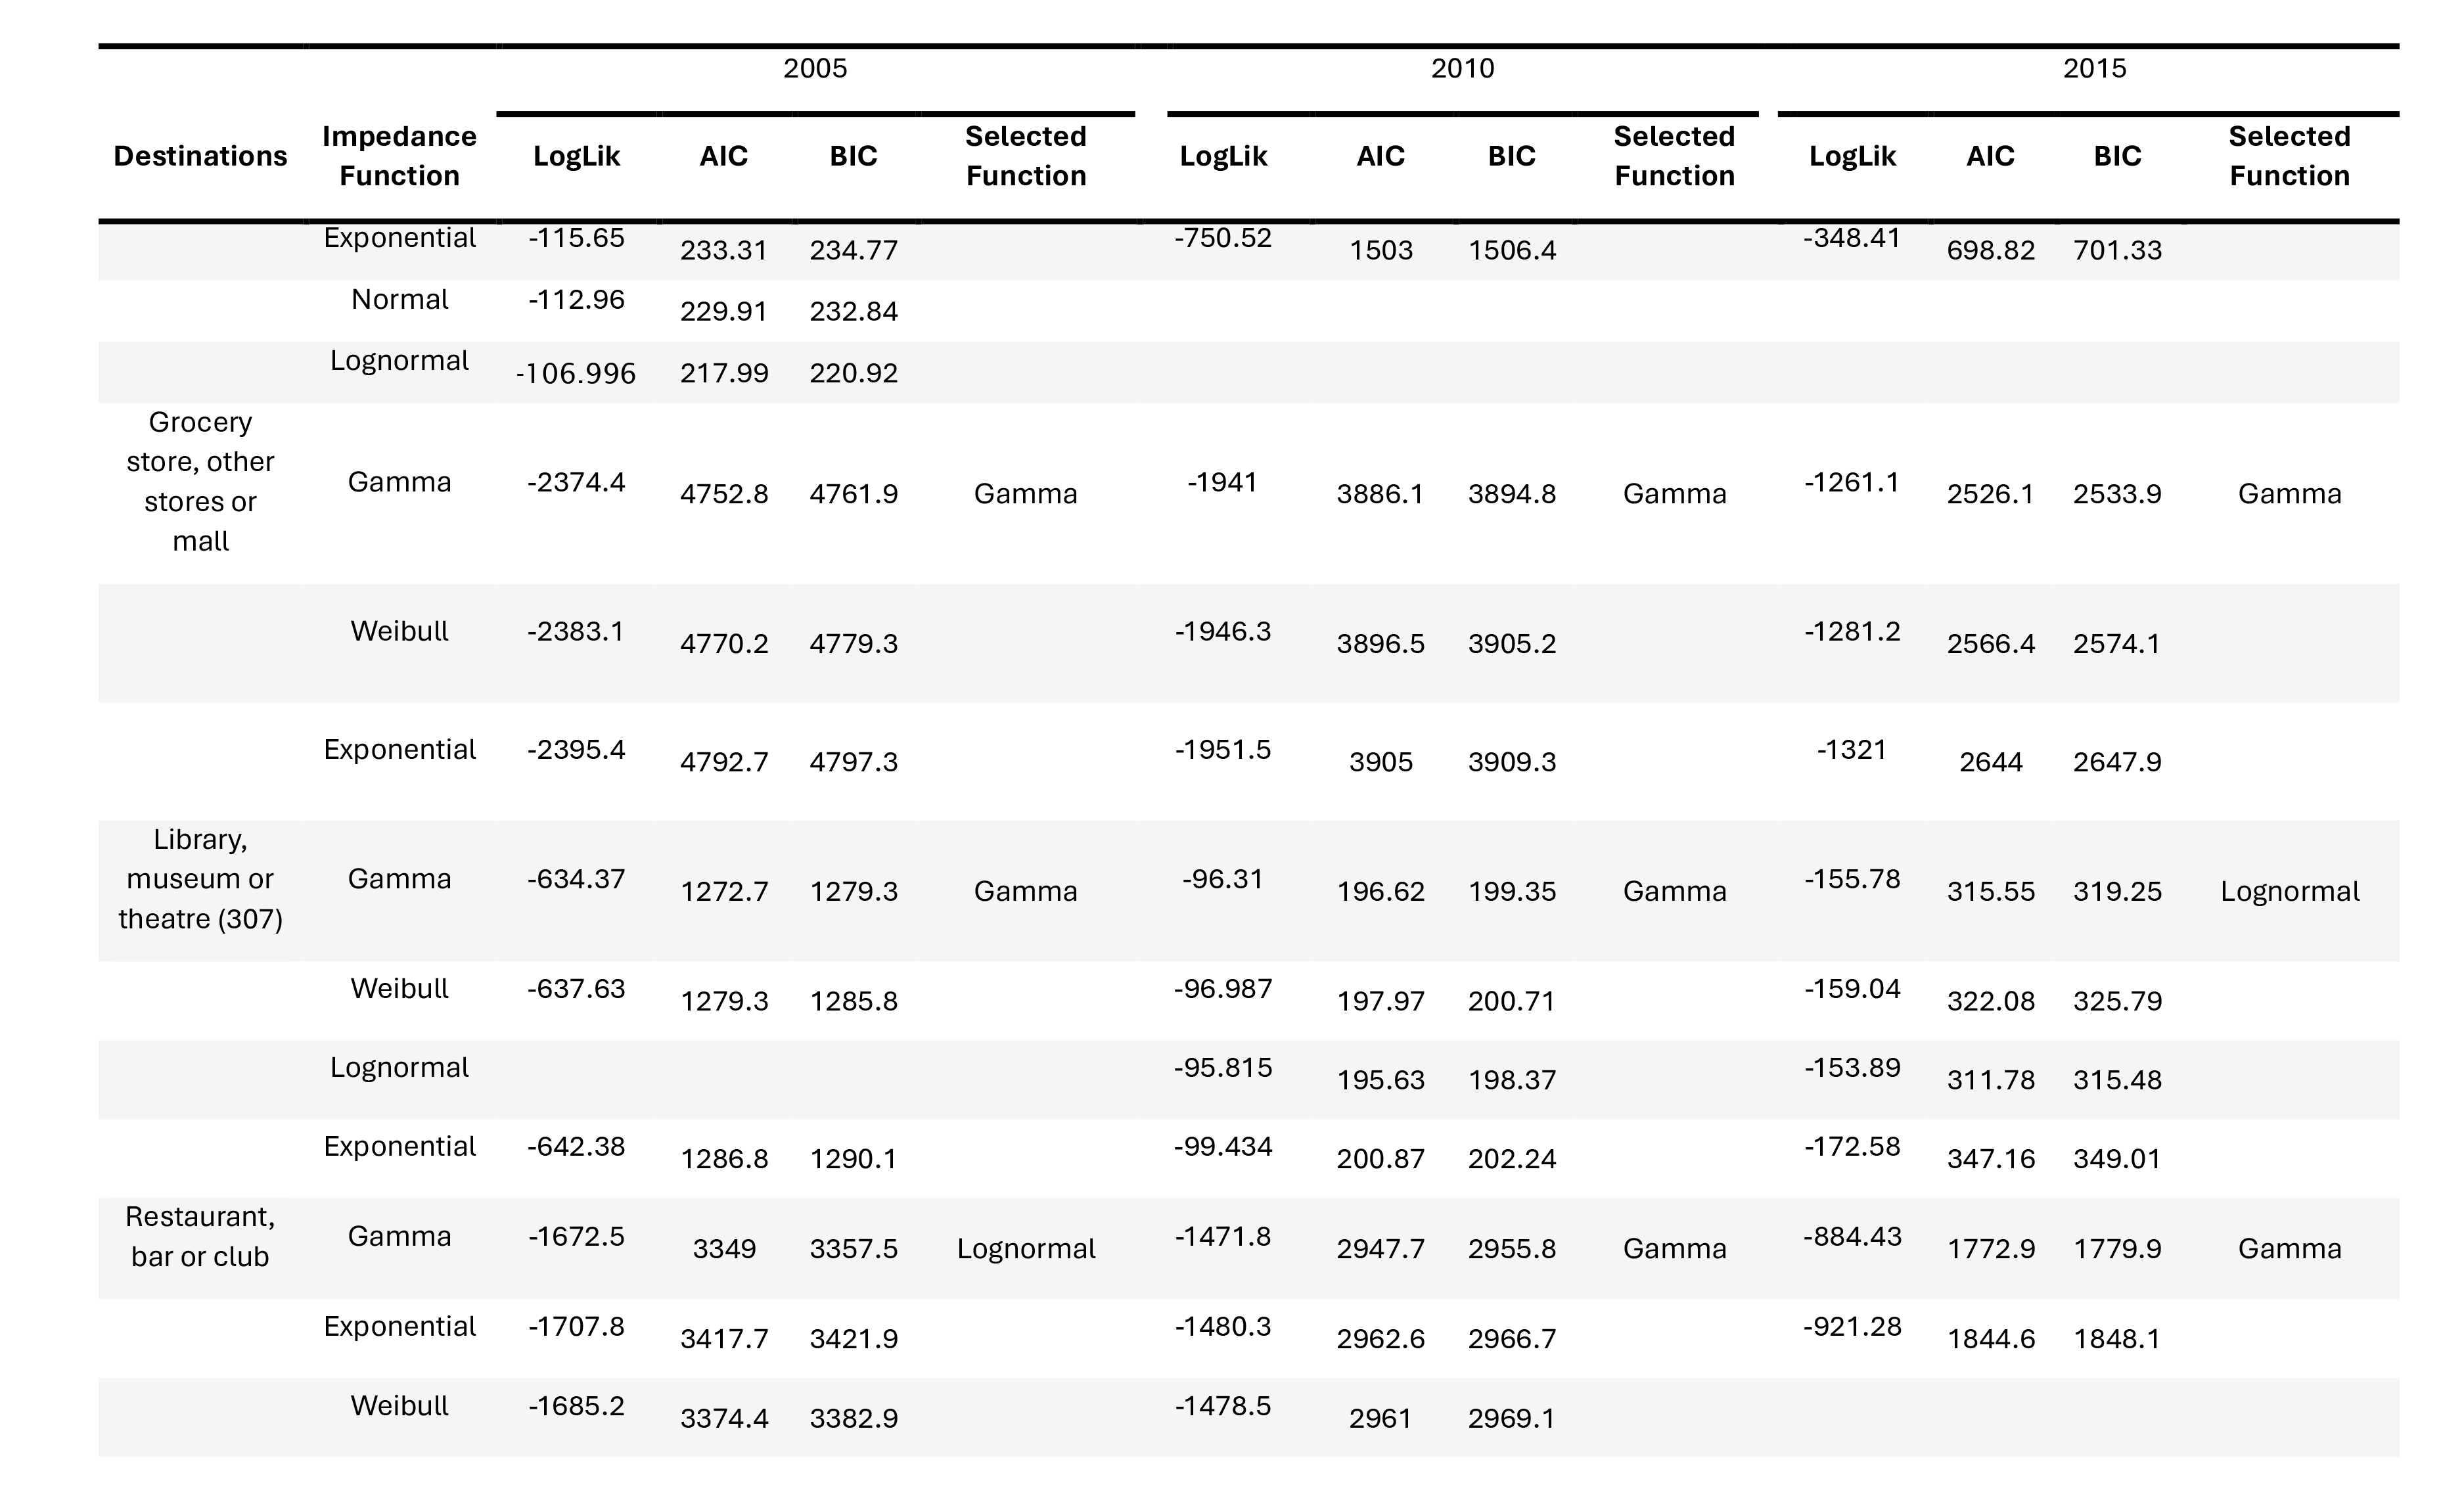 2005 2010 2015
Destinations Impedance Function LogLik AIC BIC Selected Function LogLik AIC BIC Selected Function LogLik AIC BIC Selected Function
Exponential -115.65 233.31 234.77 -750.52 1503 1506.4 -348.41 698.82 701.33
Normal -112.96 229.91 232.84
Lognormal -106.996 217.99 220.92
Grocery store, other stores or mall Gamma -2374.4 4752.8 4761.9 Gamma -1941 3886.1 3894.8 Gamma -1261.1 2526.1 2533.9 Gamma
Weibull -2383.1 4770.2 4779.3 -1946.3 3896.5 3905.2 -1281.2 2566.4 2574.1
Exponential -2395.4 4792.7 4797.3 -1951.5 3905 3909.3 -1321 2644 2647.9
Library, museum or theatre (307) Gamma -634.37 1272.7 1279.3 Gamma -96.31 196.62 199.35 Gamma -155.78 315.55 319.25 Lognormal
Weibull -637.63 1279.3 1285.8 -96.987 197.97 200.71 -159.04 322.08 325.79
Lognormal -95.815 195.63 198.37 -153.89 311.78 315.48
Exponential -642.38 1286.8 1290.1 -99.434 200.87 202.24 -172.58 347.16 349.01
Restaurant, bar or club Gamma -1672.5 3349 3357.5 Lognormal -1471.8 2947.7 2955.8 Gamma -884.43 1772.9 1779.9 Gamma
Exponential -1707.8 3417.7 3421.9 -1480.3 2962.6 2966.7 -921.28 1844.6 1848.1
Weibull -1685.2 3374.4 3382.9 -1478.5 2961 2969.1